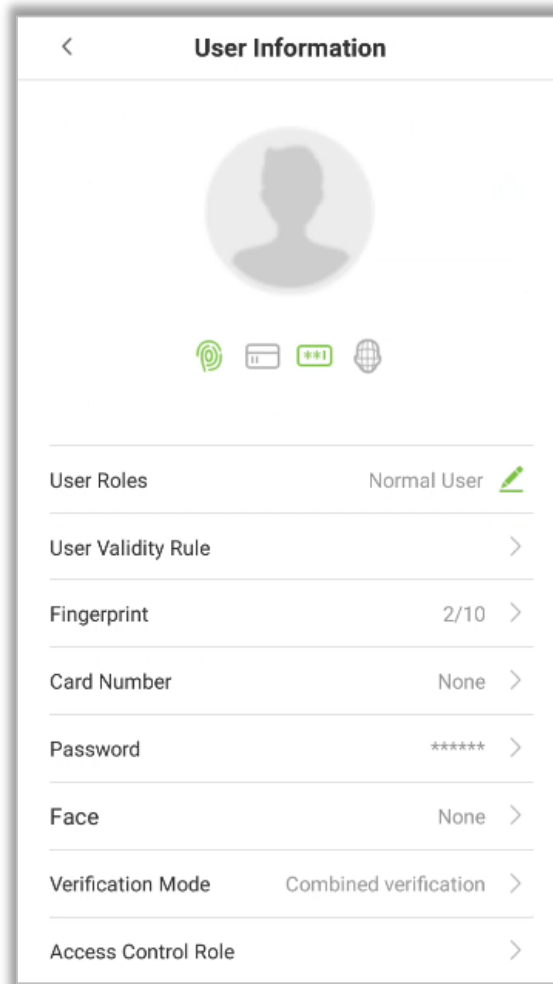 User Information
**I
User Roles Normal User
User Validity Rule
Fingerprint 2/10
Card Number None
Password ******
Face None
Verification Mode Combined verification
Access Control Role